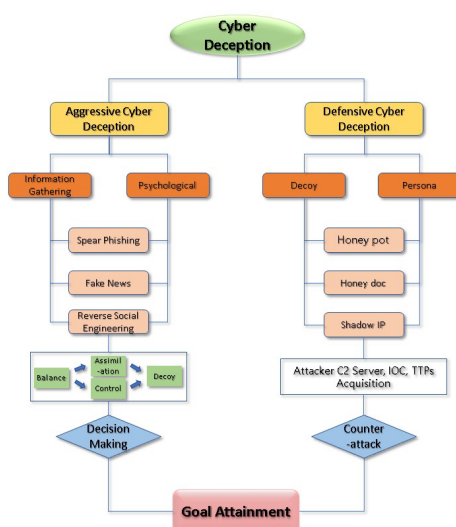 Cyber
Deception
Aggressive Cyber
Deception
Defensive Cyber
Deception
Information
Gathering
Psychological
Decoy
Persona
Spear Phishing
Honey pot
Fake News
Honey doc
Reverse Social
Engineering
Shadow IP
Balance
Assimil
-ation
Control
Decoy
Attacker C2 Server, IOC, TTPs
Acquisition
Decision
Making
Counter
-attack
Goal Attainment